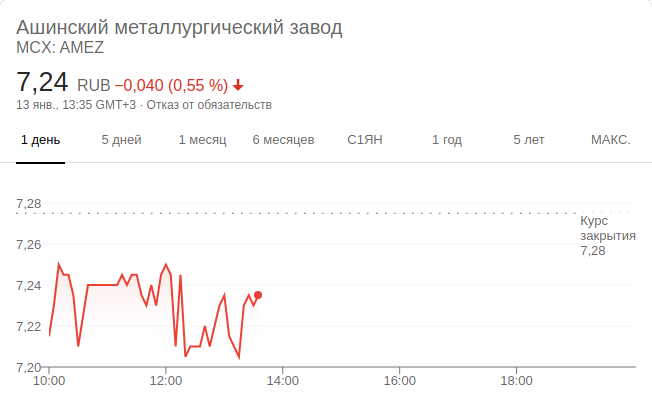 Ашинский металлургический завод
MCX: AMEZ
7,24 RUB −0,040 (0,55 %)
13 янв., 13:35 GMT+3 · Отказ от обязательств
1 день 5 дней 1 месяц 6 месяцев С1ЯН 1 год 5 лет МАКС.
7,28
Курс
закрытия
7,28
7,26
7,24
7,22
7,20
10:00 12:00 14:00 16:00 18:00